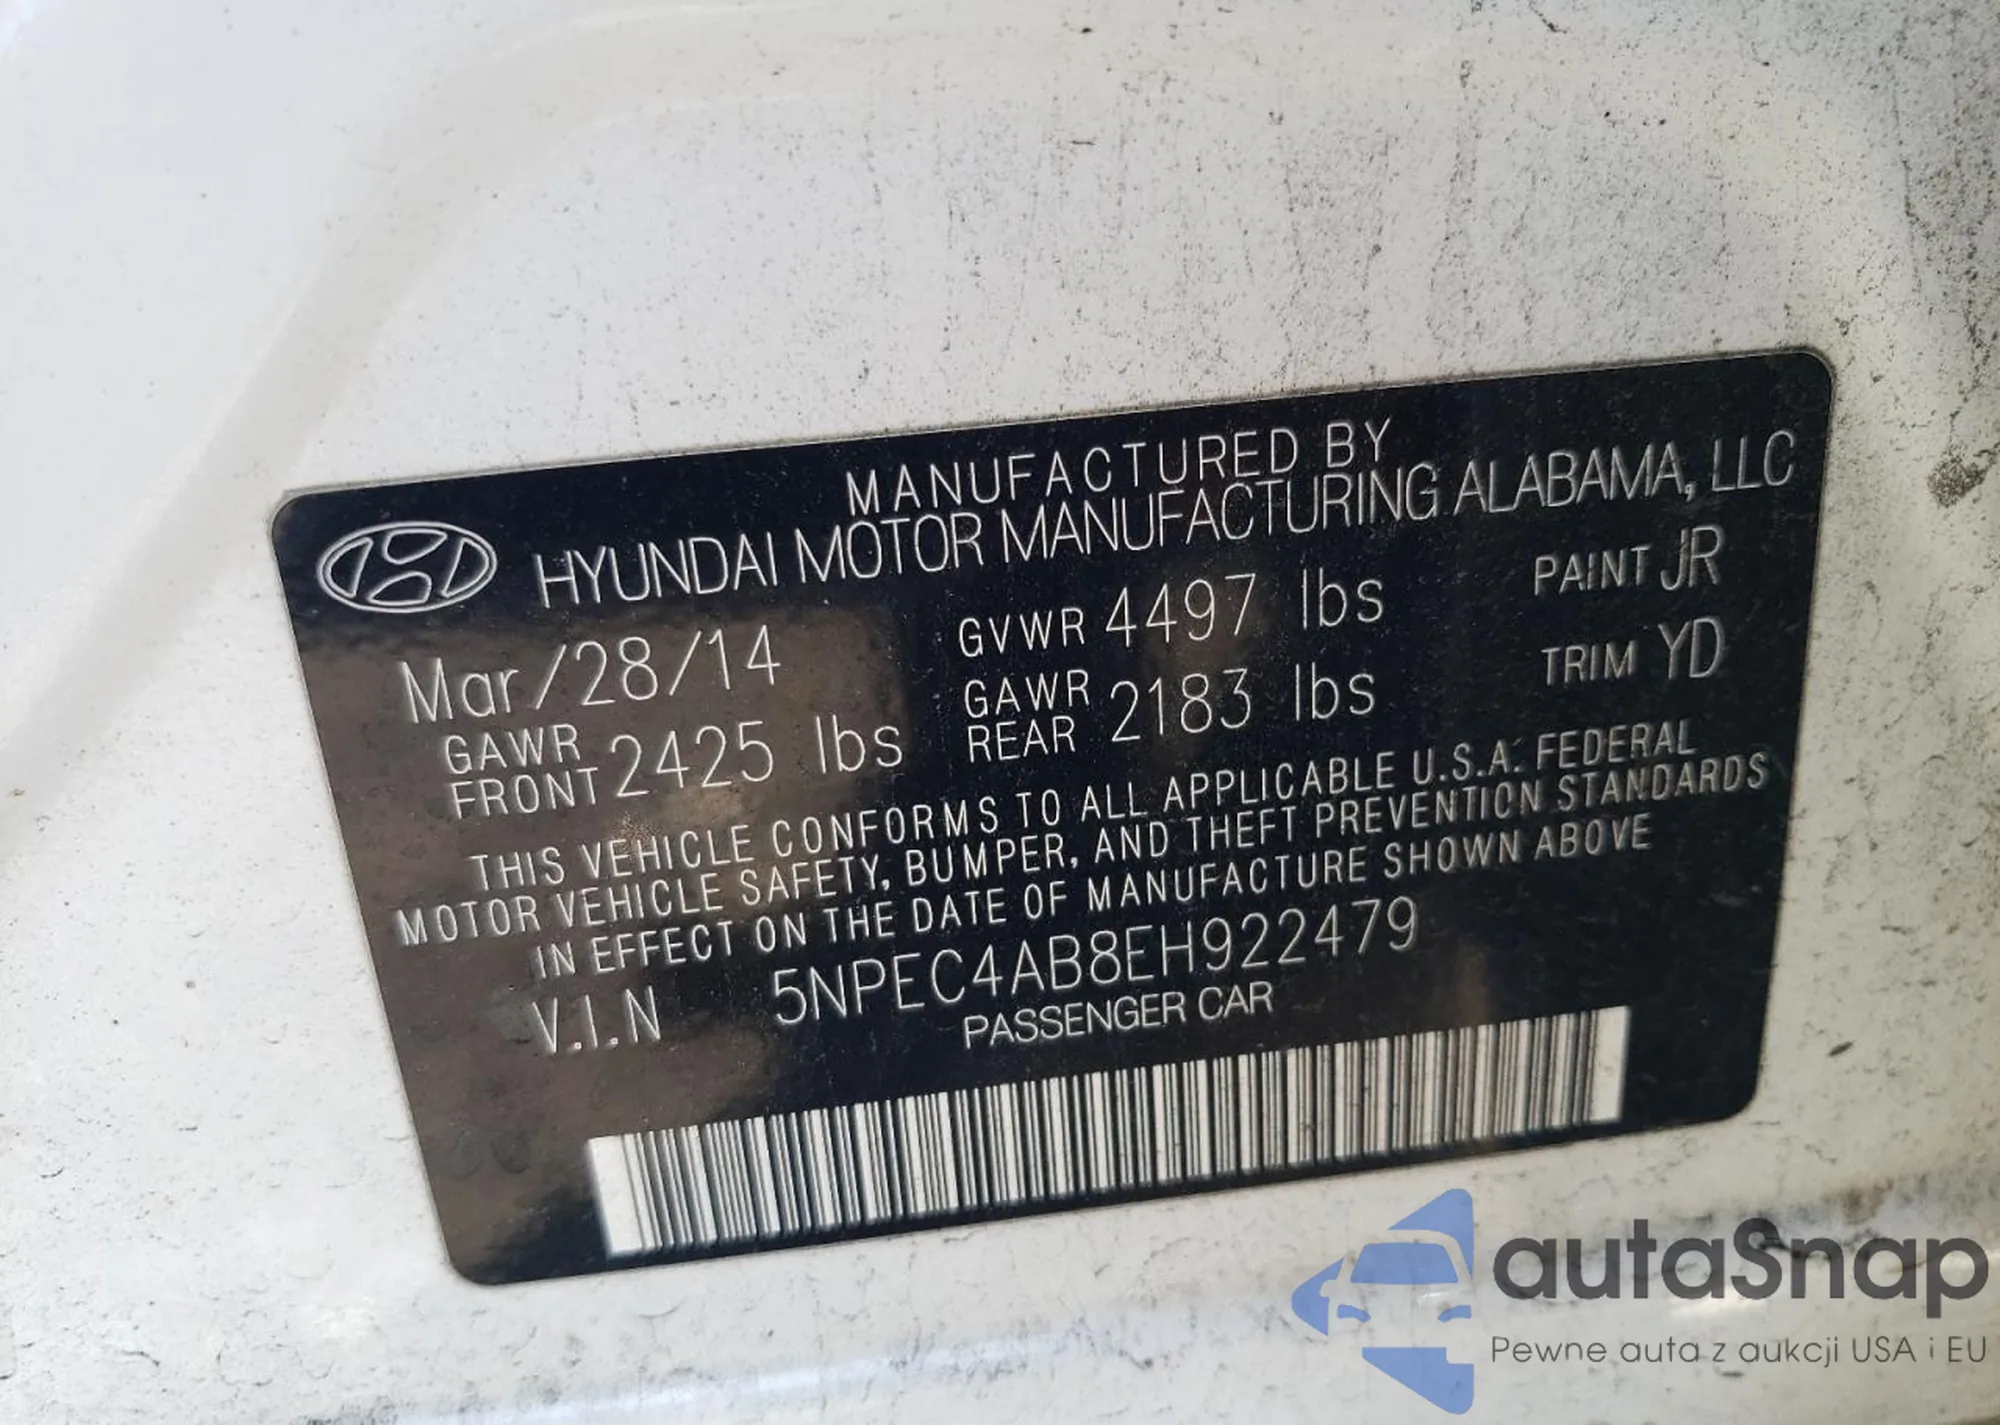 MANUFACTURED BY
HYUNDAI MOTOR MANUFACTURING ALABAMA, LLC
Mar/28/14 GVWR 4497 lbs PAINT JR
GAWR FRONT 2425 lbs GAWR REAR 2183 lbs TRIM YD
THIS VEHICLE CONFORMS TO ALL APPLICABLE U.S.A. FEDERAL
MOTOR VEHICLE SAFETY, BUMPER, AND THEFT PREVENTION STANDARDS
IN EFFECT ON THE DATE OF MANUFACTURE SHOWN ABOVE
V.I.N 5NPEC4AB8EH922479
PASSENGER CAR
autaSnap
Pewne auta z aukcji USA i EU